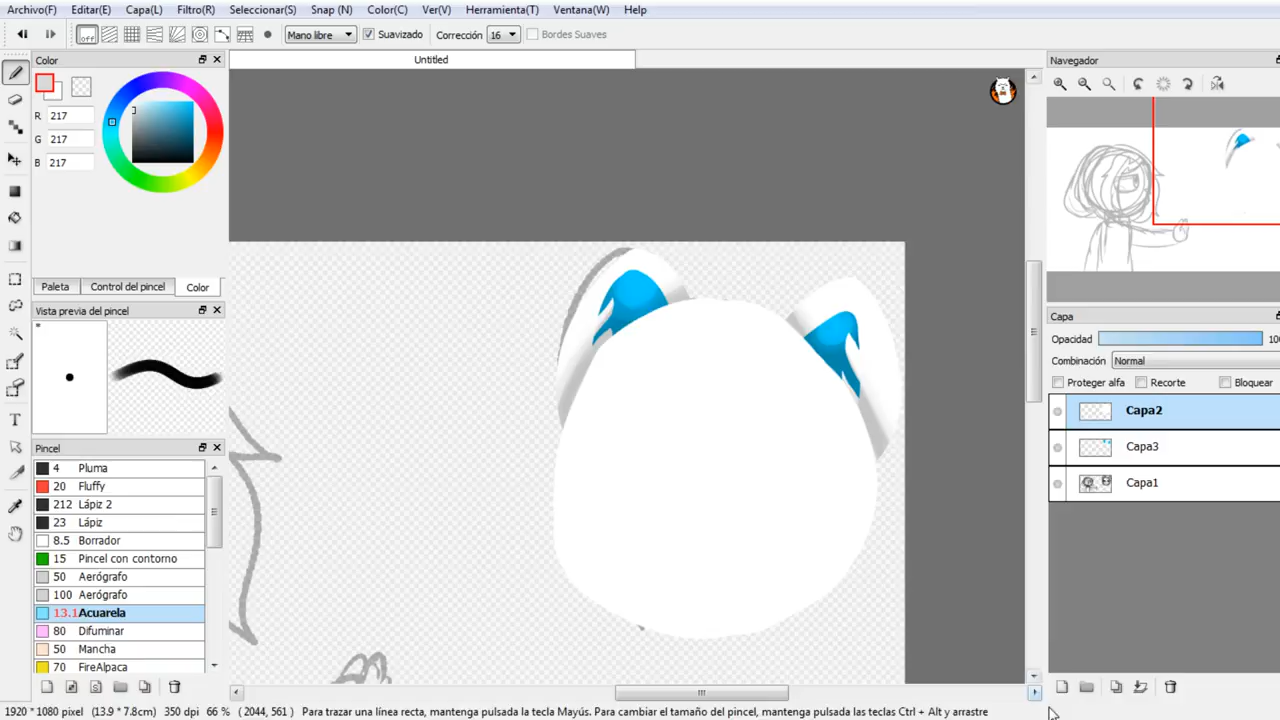 Archivo(F) Editar(E) Capa(L) Filtro(R) Seleccionar(S) Snap (N) Color(C) Ver(V) Herramienta(T) Ventana(W) Help
Off Mano libre Suavizado Corrección 16 Bordes Suaves
Color
Untitled
Navegador
R 217
G 217
B 217
Paleta Control del pincel Color
Vista previa del pincel
Capa
Opacidad 100
Combinación Normal
Proteger alfa Recorte Bloquear
Capa2
Capa3
Capa1
Pincel
4 Pluma
20 Fluffy
212 Lápiz 2
23 Lápiz
8.5 Borrador
15 Pincel con contorno
50 Aerógrafo
100 Aerógrafo
13.1 Acuarela
80 Difuminar
50 Mancha
70 FireAlpaca
1920 * 1080 pixel (13.9 * 7.8cm) 350 dpi 66 % ( 2044, 561 ) Para trazar una línea recta, mantenga pulsada la tecla Mayús. Para cambiar el tamaño del pincel, mantenga pulsada las teclas Ctrl + Alt y arrastre